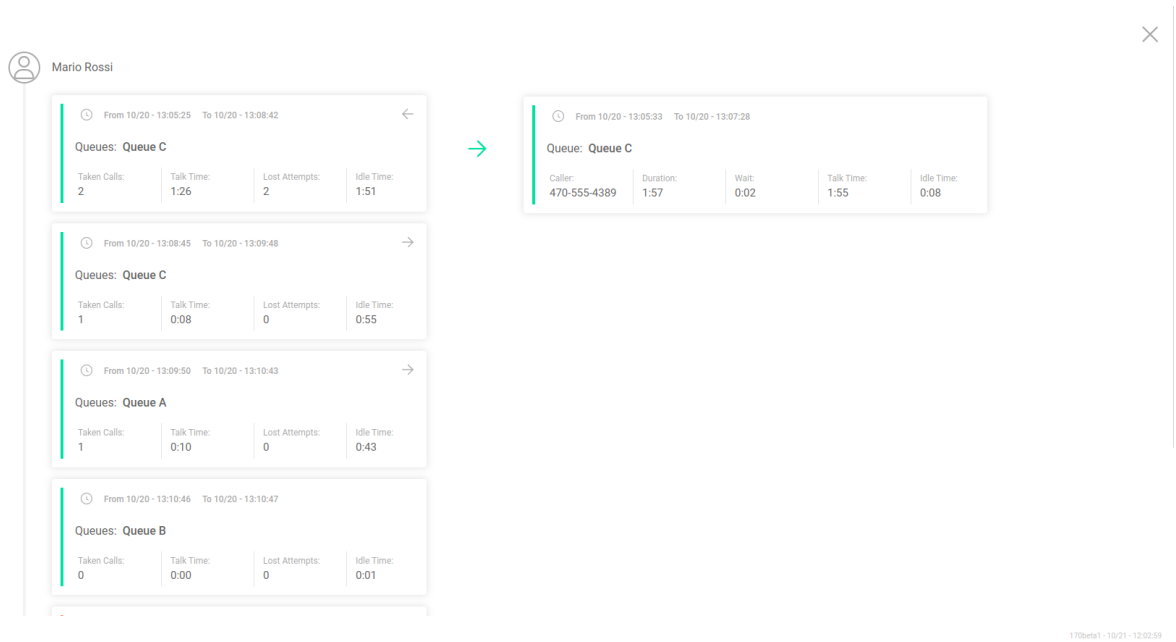 Mario Rossi
From 10/20 - 13:05:25 To 10/20 - 13:08:42
Queues: Queue C
Taken Calls: Talk Time: Lost Attempts: Idle Time:
2 1:26 2 1:51
From 10/20 - 13:08:45 To 10/20 - 13:09:48
Queues: Queue C
Taken Calls: Talk Time: Lost Attempts: Idle Time:
1 0:08 0 0:55
From 10/20 - 13:09:50 To 10/20 - 13:10:43
Queues: Queue A
Taken Calls: Talk Time: Lost Attempts: Idle Time:
1 0:10 0 0:43
From 10/20 - 13:10:46 To 10/20 - 13:10:47
Queues: Queue B
Taken Calls: Talk Time: Lost Attempts: Idle Time:
0 0:00 0 0:01
From 10/20 - 13:05:33 To 10/20 - 13:07:28
Queue: Queue C
Caller: Duration: Wait: Talk Time: Idle Time:
470-555-4389 1:57 0:02 1:55 0:08
170beta1 - 10/21 - 12:02:59